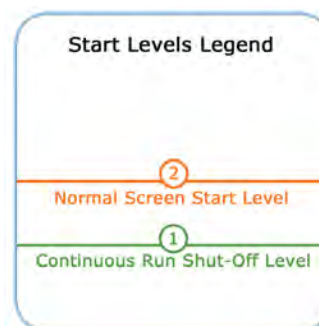 Start Levels Legend
2
Normal Screen Start Level
1
Continuous Run Shut-Off Level